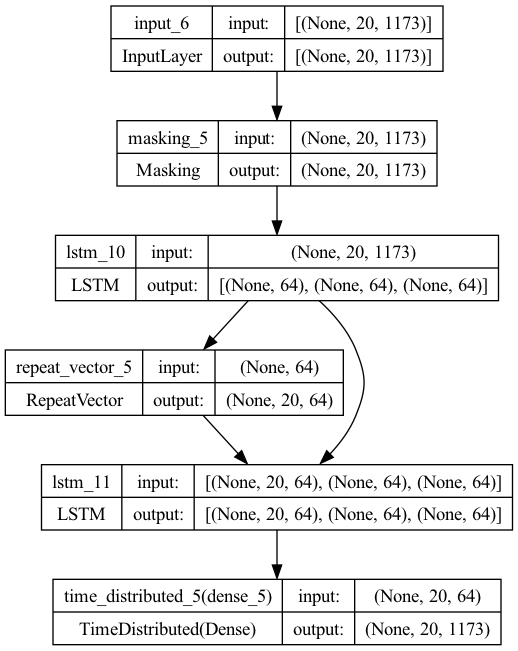 input_6 input: [(None, 20, 1173)]
InputLayer output: [(None, 20, 1173)]
masking_5 input: (None, 20, 1173)
Masking output: (None, 20, 1173)
lstm_10 input: (None, 20, 1173)
LSTM output: [(None, 64), (None, 64), (None, 64)]
repeat_vector_5 input: (None, 64)
RepeatVector output: (None, 20, 64)
lstm_11 input: [(None, 20, 64), (None, 64), (None, 64)]
LSTM output: [(None, 20, 64), (None, 64), (None, 64)]
time_distributed_5(dense_5) input: (None, 20, 64)
TimeDistributed(Dense) output: (None, 20, 1173)